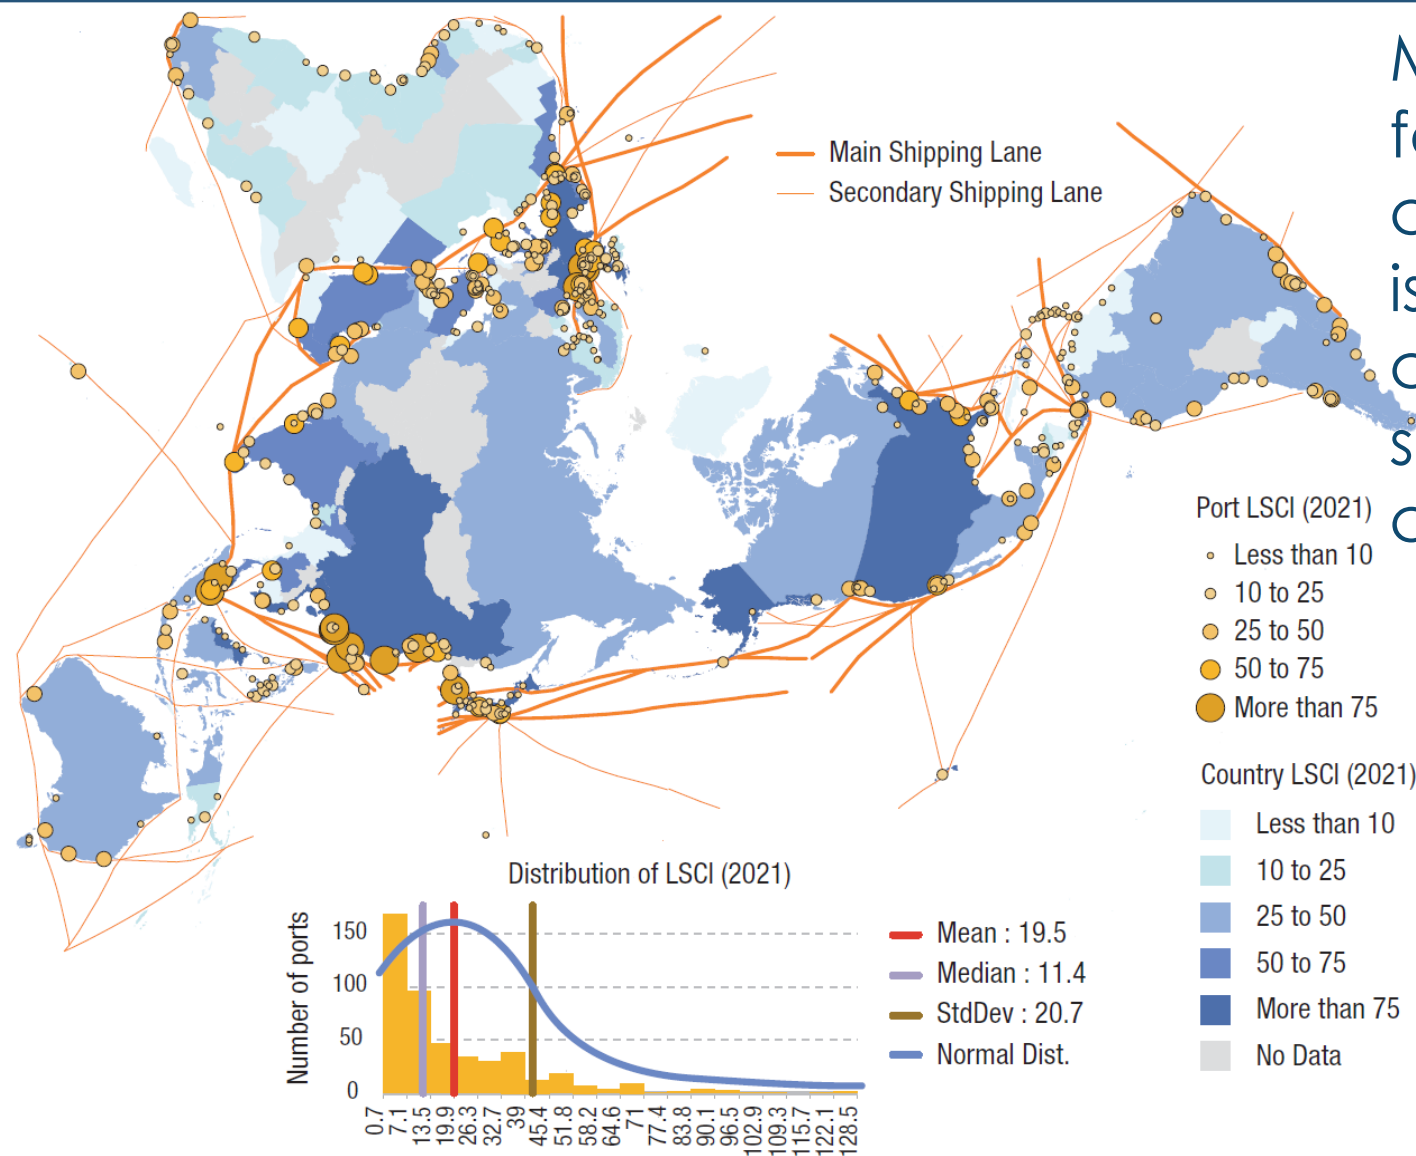 Main Shipping Lane
Secondary Shipping Lane
Port LSCI (2021)
Less than 10
10 to 25
25 to 50
50 to 75
More than 75
Country LSCI (2021)
Less than 10
10 to 25
25 to 50
50 to 75
More than 75
No Data
Distribution of LSCI (2021)
Number of ports
150
100
50
0
0.7
7.1
13.5
19.9
26.3
32.7
39
45.4
51.8
58.2
64.6
71
77.4
83.8
90.1
96.5
102.9
109.3
115.7
122.1
128.5
Mean : 19.5
Median : 11.4
StdDev : 20.7
Normal Dist.